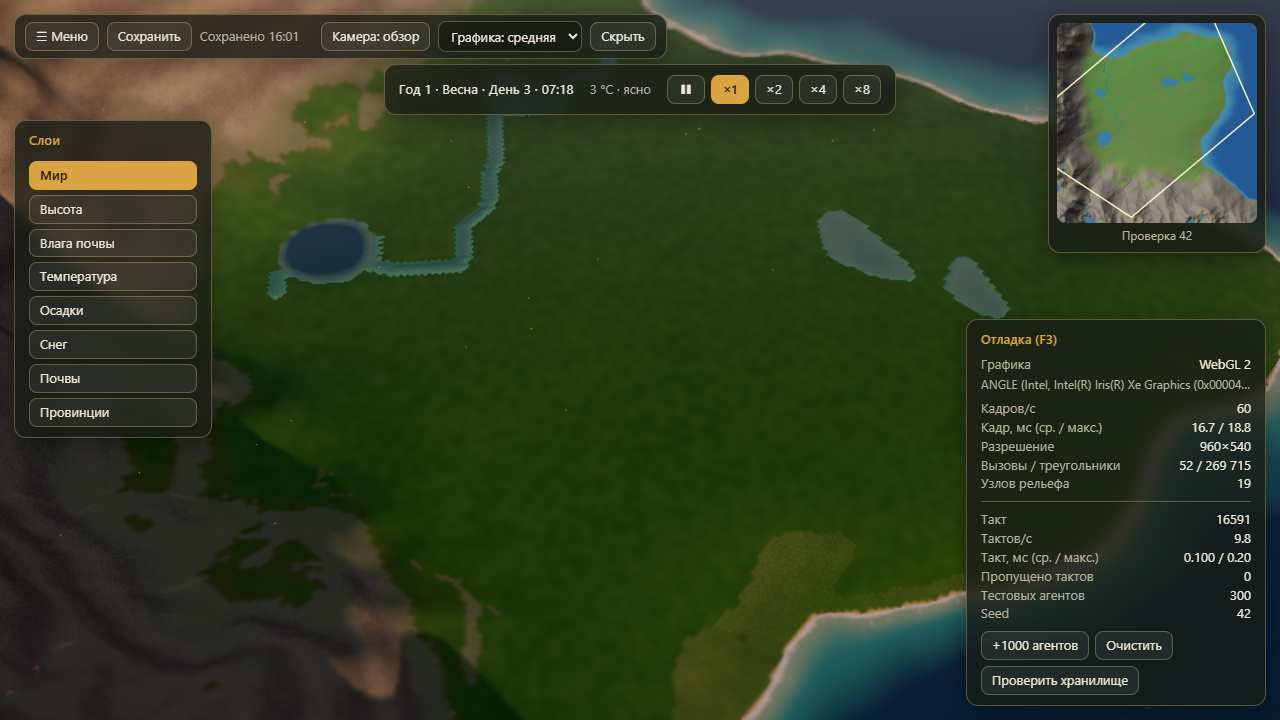 ☰ Меню Сохранить Сохранено 16:01 Камера: обзор Графика: средняя Скрыть
Год 1 · Весна · День 3 · 07:18 3 °C · ясно ×1 ×2 ×4 ×8
Слои
Мир
Высота
Влага почвы
Температура
Осадки
Снег
Почвы
Провинции
Проверка 42
Отладка (F3)
Графика WebGL 2
ANGLE (Intel, Intel(R) Iris(R) Xe Graphics (0x00004...
Кадров/с 60
Кадр, мс (ср. / макс.) 16.7 / 18.8
Разрешение 960×540
Вызовы / треугольники 52 / 269 715
Узлов рельефа 19
Такт 16591
Тактов/с 9.8
Такт, мс (ср. / макс.) 0.100 / 0.20
Пропущено тактов 0
Тестовых агентов 300
Seed 42
+1000 агентов Очистить
Проверить хранилище